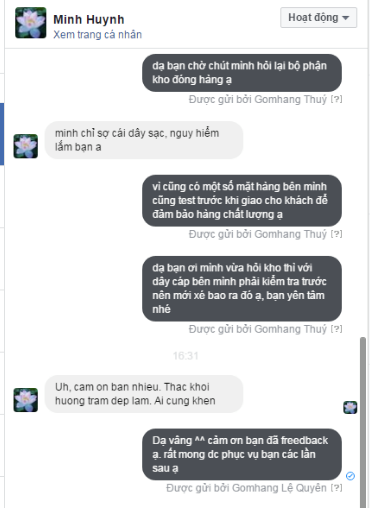 Minh Huynh
Hoạt động
Xem trang cá nhân
dạ bạn chờ chút mình hỏi lại bộ phận
kho đóng hàng ạ
Được gửi bởi Gomhang Thuý [?]
minh chỉ sợ cái dây sạc, nguy hiểm
lắm bạn a
vì cũng có một số mặt hàng bên mình
cũng test trước khi giao cho khách để
đảm bảo hàng chất lượng ạ
Được gửi bởi Gomhang Thuý [?]
dạ bạn ơi mình vừa hỏi kho thì với
dây cáp bên mình phải kiểm tra trước
nên mới xé bao ra đó ạ, bạn yên tâm
nhé
Được gửi bởi Gomhang Thuý [?]
16:31
Uh, cam on ban nhieu. Thac khoi
huong tram dep lam. Ai cung khen
Dạ vâng ^^ cảm ơn bạn đã freedback
ạ. rất mong dc phục vụ bạn các lần
sau ạ
Được gửi bởi Gomhang Lệ Quyên [?]